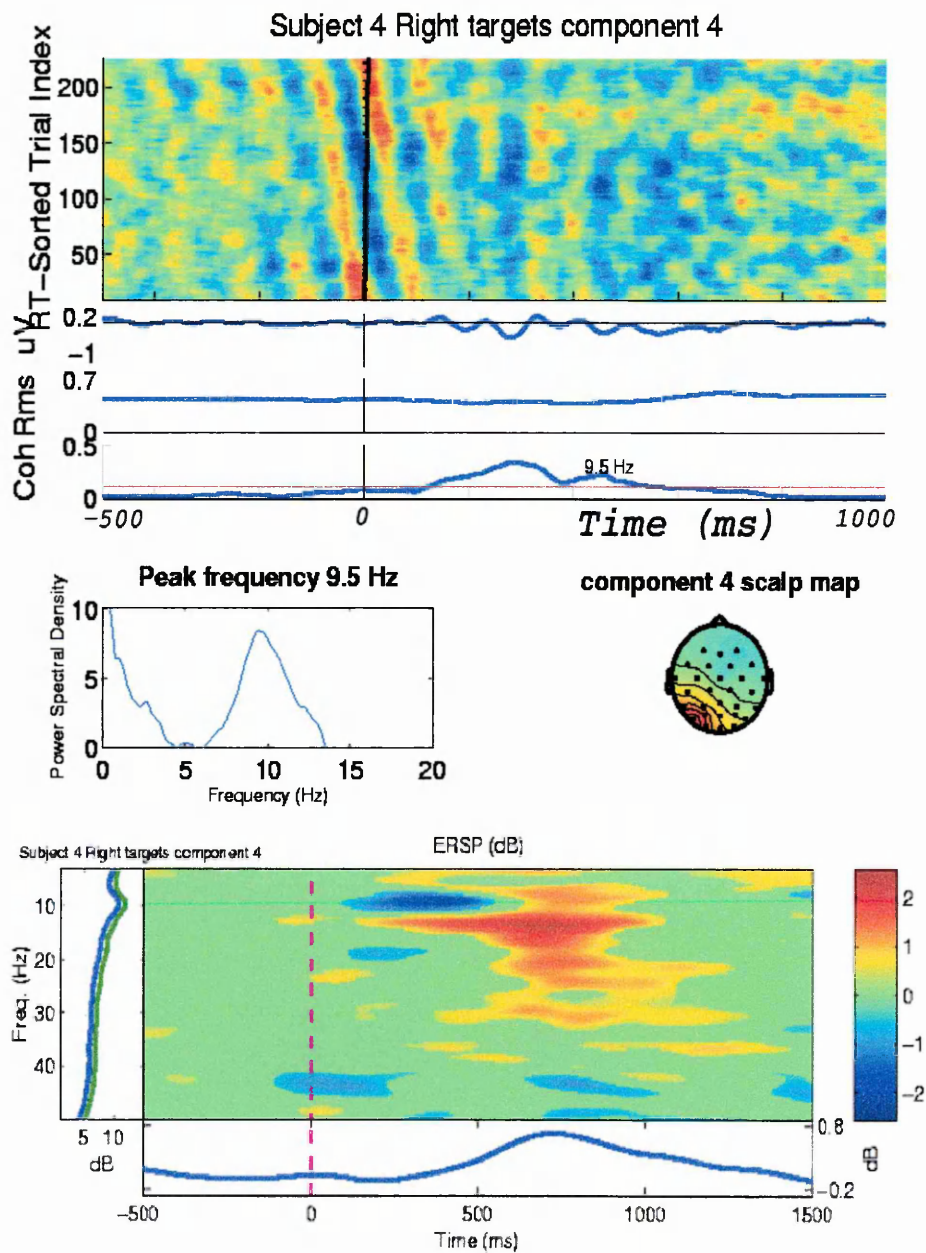 Subject 4 Right targets component 4
RT-Sorted Trial Index
200
150
100
50
uV
0.2
-1
Rms
0.7
0
Coh
0.5
0
9.5 Hz
-500 0 Time (ms) 1000
Peak frequency 9.5 Hz
component 4 scalp map
Power Spectral Density
10
5
0
0 5 10 15 20
Frequency (Hz)
ERSP (dB)
Subject 4 Right targets component 4
Freq. (Hz)
10
20
30
40
2
1
0
-1
-2
dB
5 10
dB
0.8
-0.2
-500 0 500 1000 1500
Time (ms)